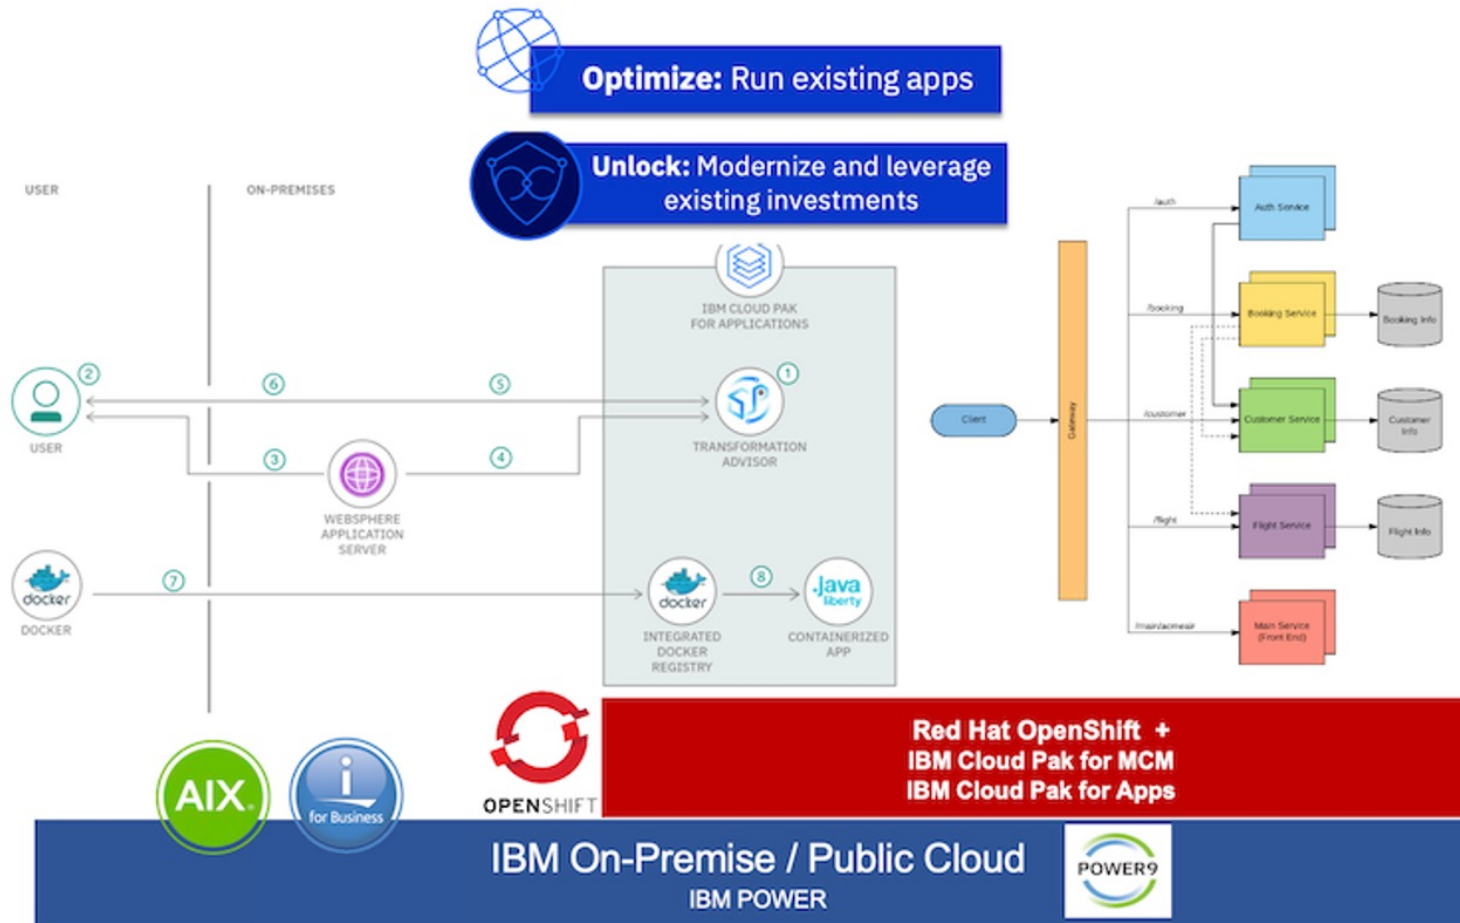 Optimize: Run existing apps
Unlock: Modernize and leverage
existing investments
USER
ON-PREMISES
IBM CLOUD PAK
FOR APPLICATIONS
2
6
5
1
USER
TRANSFORMATION
ADVISOR
3
4
WEBSPHERE
APPLICATION
SERVER
docker
DOCKER
7
docker
INTEGRATED
DOCKER
REGISTRY
8
java
liberty
CONTAINERIZED
APP
Client
Gateway
/auth
Auth Service
/booking
Booking Service
Booking Info
/customer
Customer Service
Customer
Info
/flight
Flight Service
Flight Info
/main/acmeair
Main Service
(Front End)
AIX
i
for Business
OPENSHIFT
Red Hat OpenShift +
IBM Cloud Pak for MCM
IBM Cloud Pak for Apps
IBM On-Premise / Public Cloud
IBM POWER
POWER9